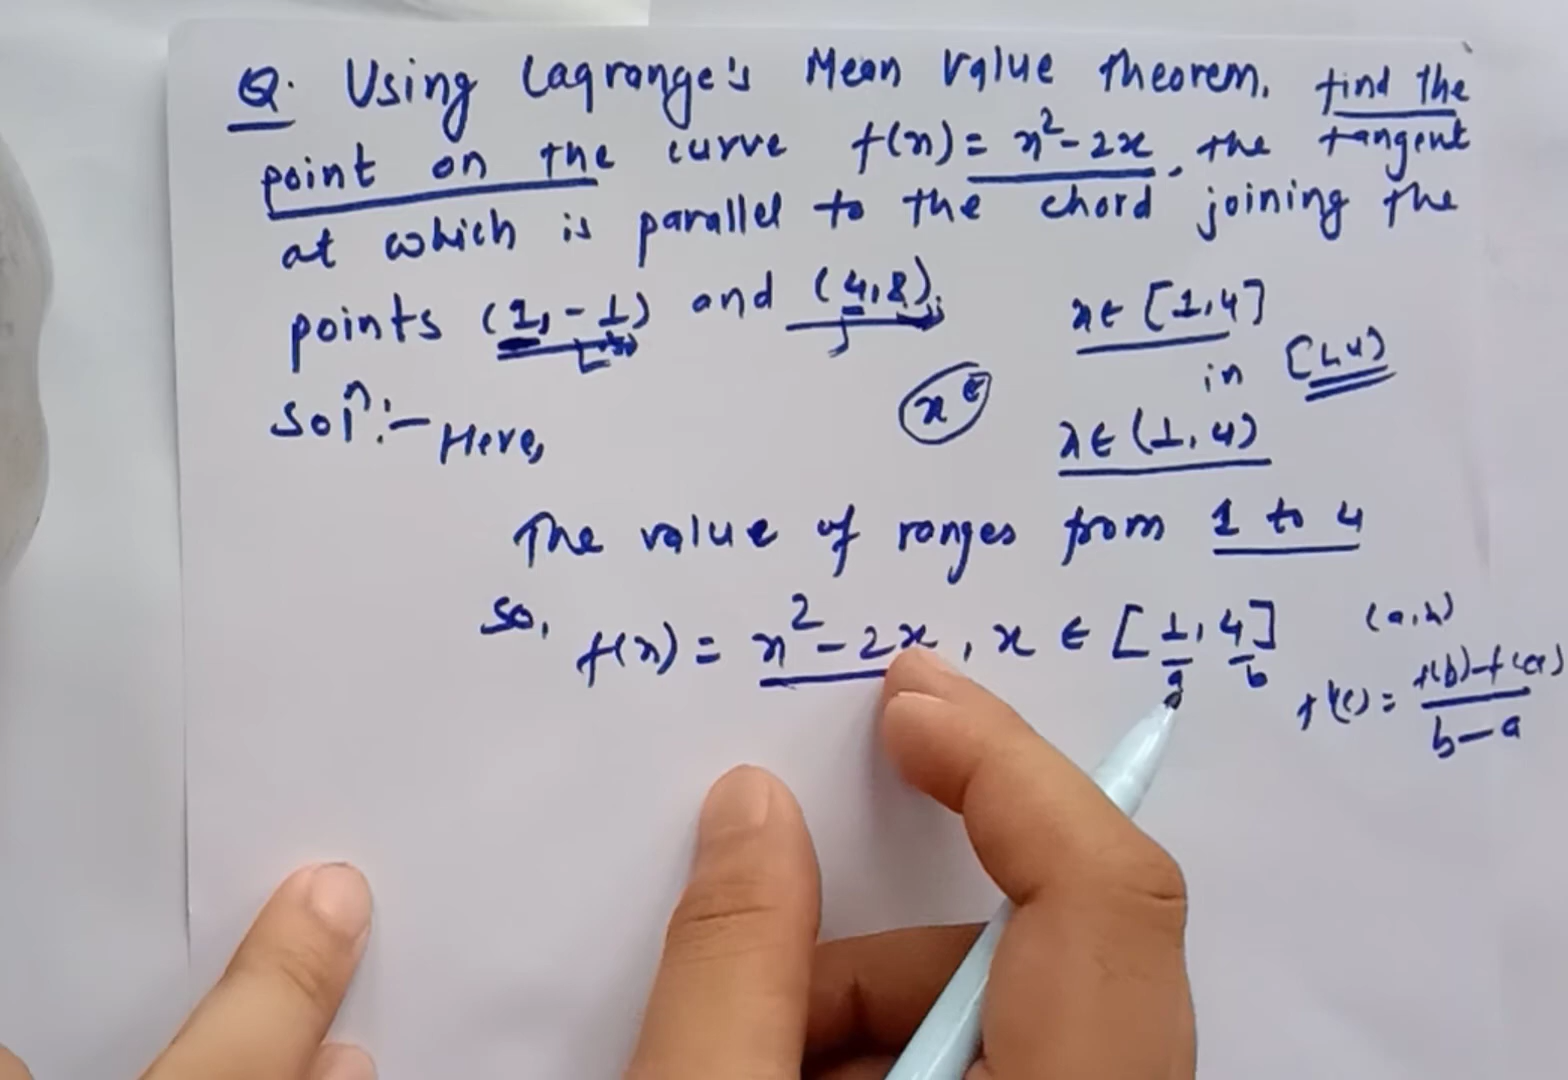 Q. Using Lagrange's Mean Value Theorem, find the
point on the curve f(x) = x² - 2x, the tangent
at which is parallel to the chord joining the
points (1, -1) and (4, 8).
x ∈ [1, 4]
in (1, 4)
x ∈
x ∈ (1, 4)
Solⁿ:- Here,
The value of ranges from 1 to 4
So, f(x) = x² - 2x, x ∈ [1, 4]
a b
(a, b)
f'(c) = f(b) - f(a)
b - a